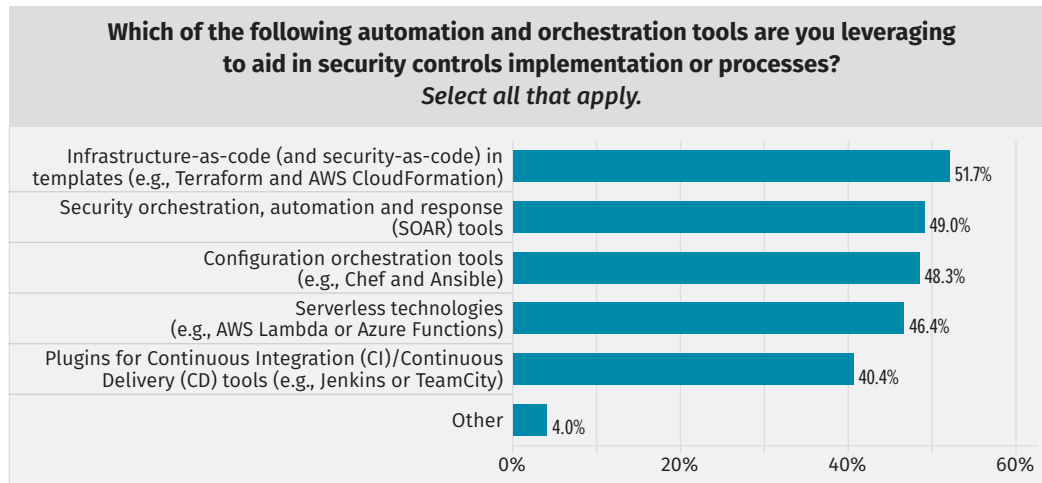 Which of the following automation and orchestration tools are you leveraging
to aid in security controls implementation or processes?
Select all that apply.
Infrastructure-as-code (and security-as-code) in
templates (e.g., Terraform and AWS CloudFormation)
51.7%
Security orchestration, automation and response
(SOAR) tools
49.0%
Configuration orchestration tools
(e.g., Chef and Ansible)
48.3%
Serverless technologies
(e.g., AWS Lambda or Azure Functions)
46.4%
Plugins for Continuous Integration (CI)/Continuous
Delivery (CD) tools (e.g., Jenkins or TeamCity)
40.4%
Other
4.0%
0%
20%
40%
60%